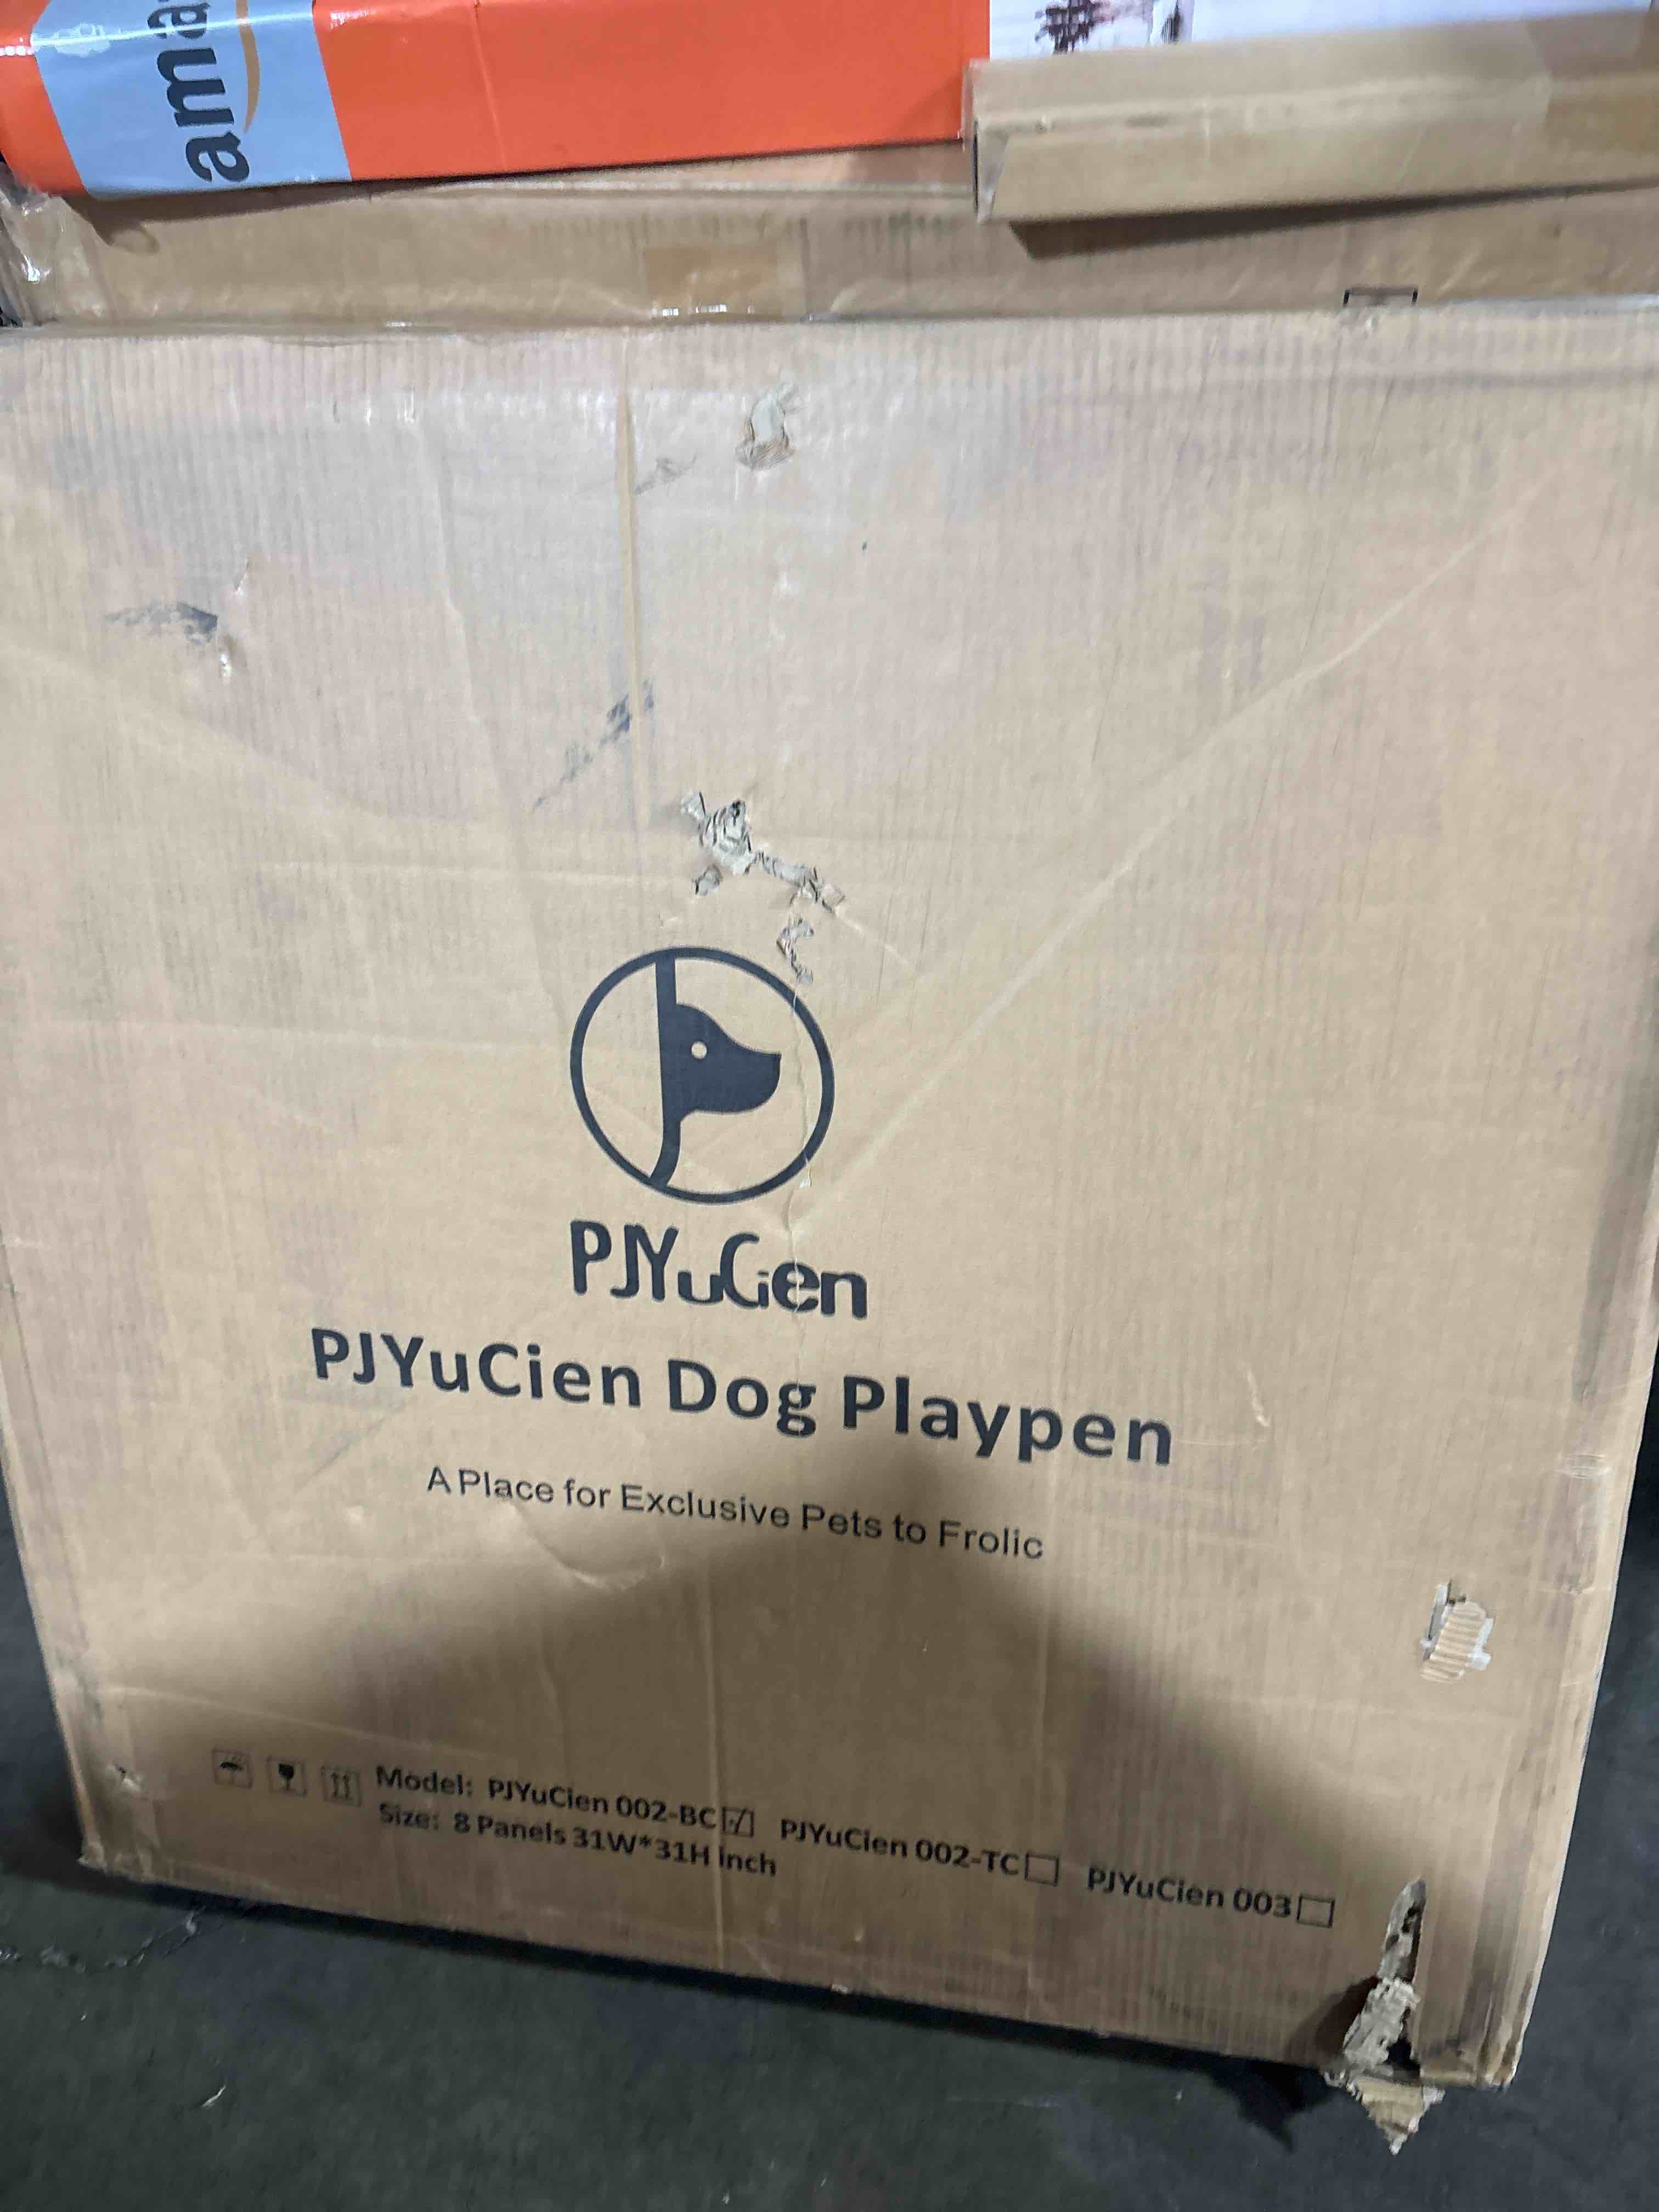 ama
PJYuCien
PJYuCien Dog Playpen
A Place for Exclusive Pets to Frolic
Model: PJYuCien 002-BC☑ PJYuCien 002-TC☐ PJYuCien 003☐
Size: 8 Panels 31W*31H inch